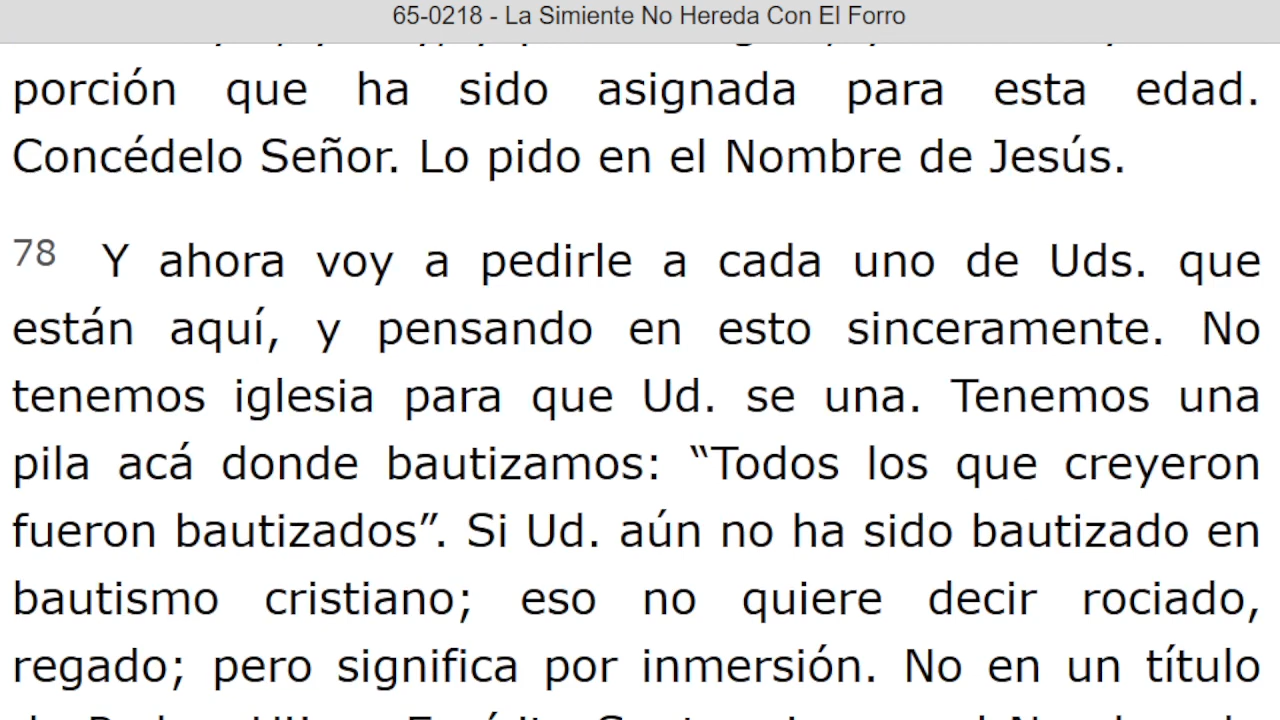 65-0218 - La Simiente No Hereda Con El Forro
porción que ha sido asignada para esta edad.
Concédelo Señor. Lo pido en el Nombre de Jesús.
78 Y ahora voy a pedirle a cada uno de Uds. que
están aquí, y pensando en esto sinceramente. No
tenemos iglesia para que Ud. se una. Tenemos una
pila acá donde bautizamos: “Todos los que creyeron
fueron bautizados”. Si Ud. aún no ha sido bautizado en
bautismo cristiano; eso no quiere decir rociado,
regado; pero significa por inmersión. No en un título